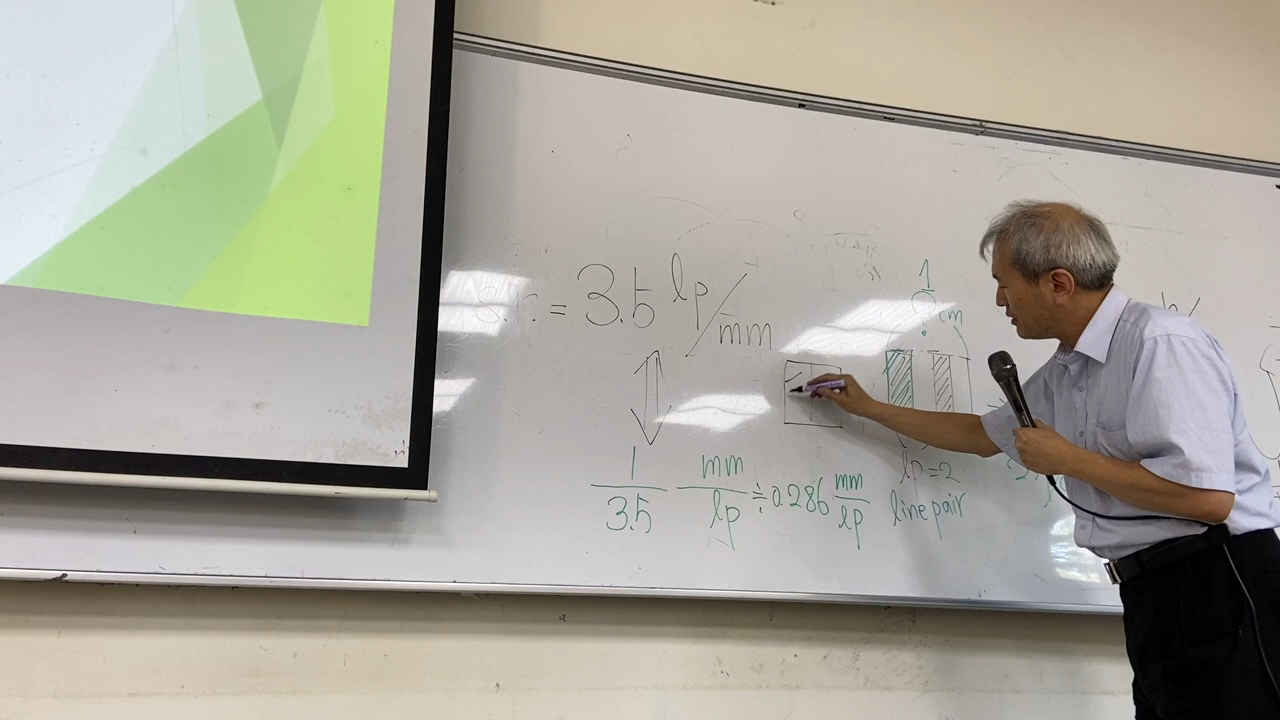 s.r. = 3.5 lp/mm
1/3.5 mm/lp ≒ 0.286 mm/lp
1
? cm
lp = 2
line pair